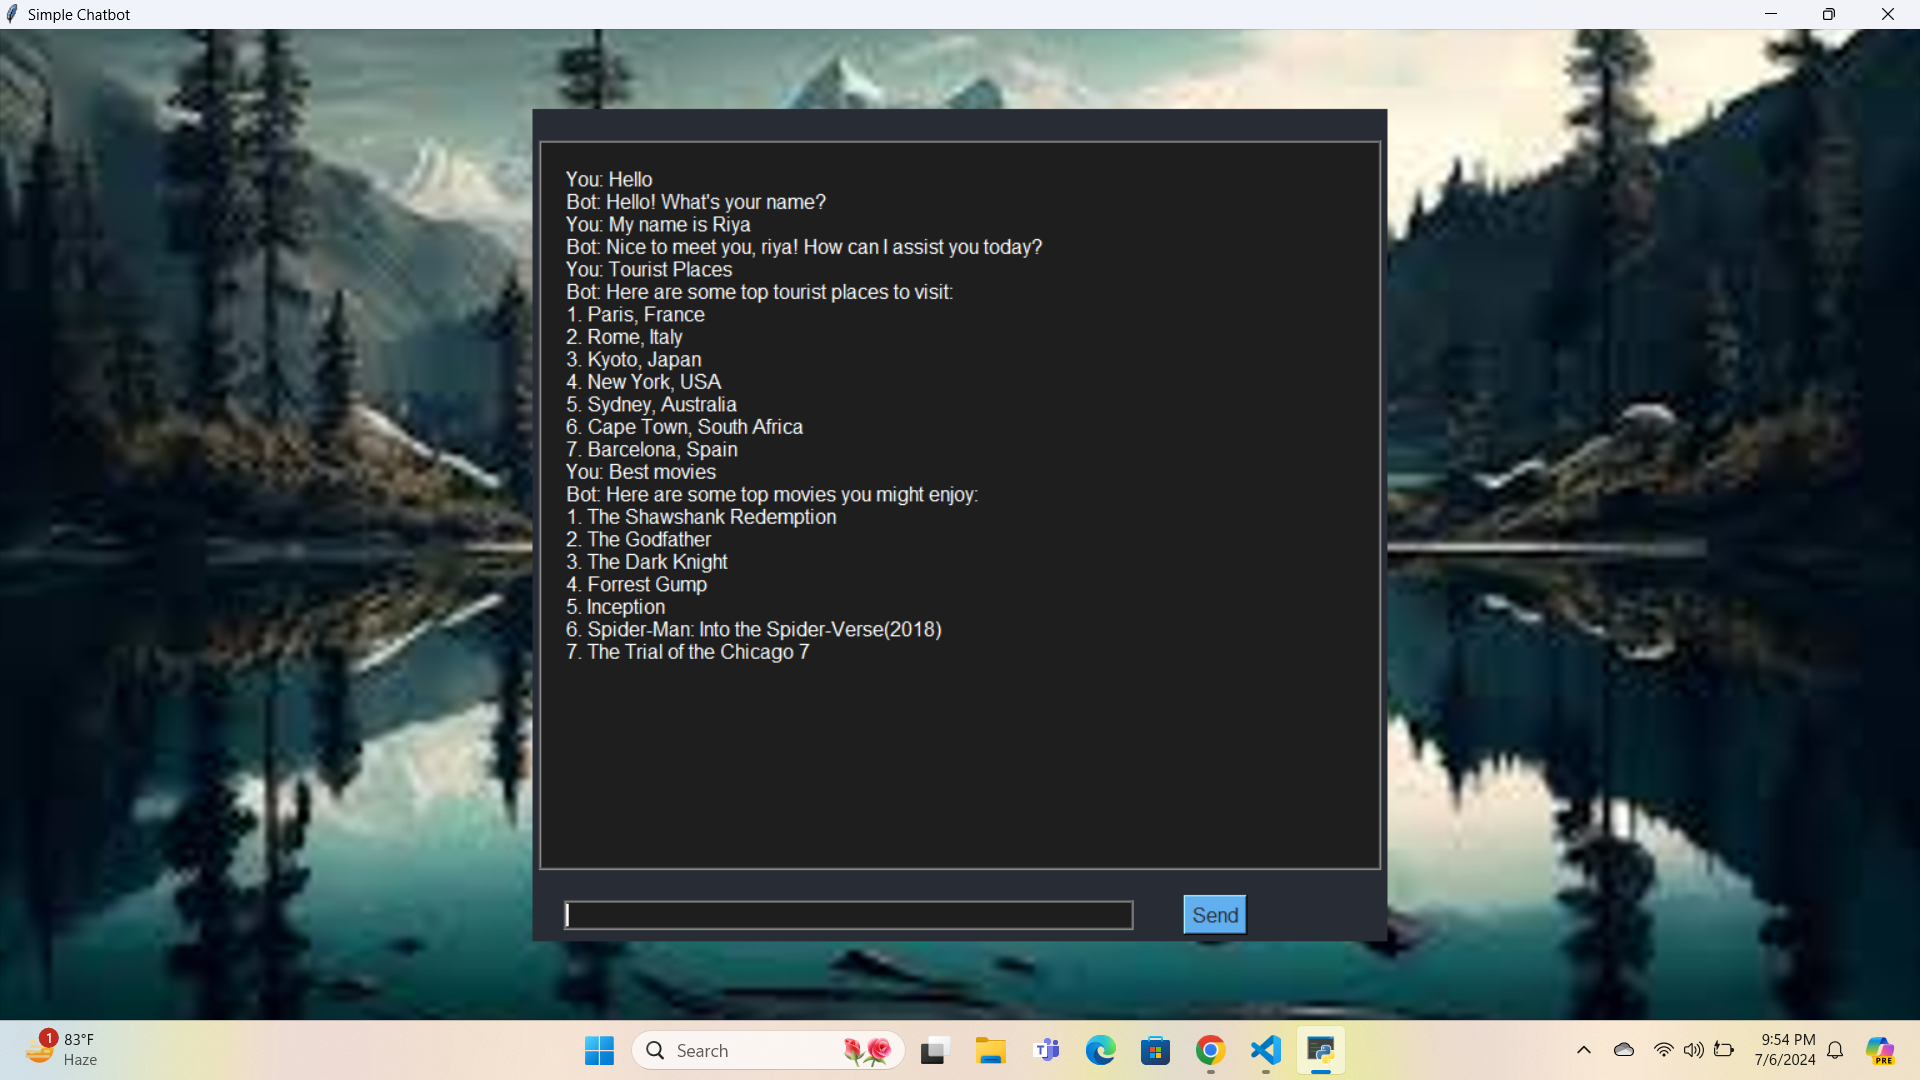 Simple Chatbot
You: Hello
Bot: Hello! What's your name?
You: My name is Riya
Bot: Nice to meet you, riya! How can I assist you today?
You: Tourist Places
Bot: Here are some top tourist places to visit:
1. Paris, France
2. Rome, Italy
3. Kyoto, Japan
4. New York, USA
5. Sydney, Australia
6. Cape Town, South Africa
7. Barcelona, Spain
You: Best movies
Bot: Here are some top movies you might enjoy:
1. The Shawshank Redemption
2. The Godfather
3. The Dark Knight
4. Forrest Gump
5. Inception
6. Spider-Man: Into the Spider-Verse(2018)
7. The Trial of the Chicago 7
Send
1
83°F
Haze
Search
9:54 PM
7/6/2024
PRE